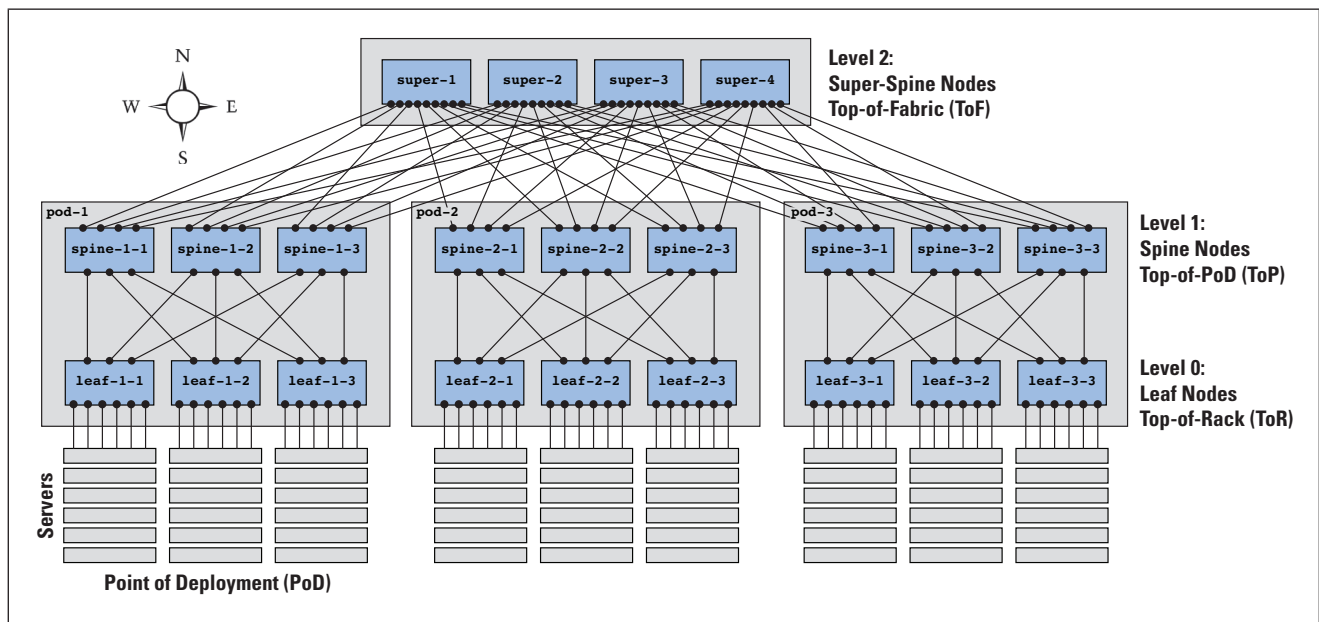 N
W
E
S
super-1
super-2
super-3
super-4
Level 2:
Super-Spine Nodes
Top-of-Fabric (ToF)
pod-1
pod-2
pod-3
spine-1-1
spine-1-2
spine-1-3
spine-2-1
spine-2-2
spine-2-3
spine-3-1
spine-3-2
spine-3-3
Level 1:
Spine Nodes
Top-of-PoD (ToP)
leaf-1-1
leaf-1-2
leaf-1-3
leaf-2-1
leaf-2-2
leaf-2-3
leaf-3-1
leaf-3-2
leaf-3-3
Level 0:
Leaf Nodes
Top-of-Rack (ToR)
Servers
Point of Deployment (PoD)